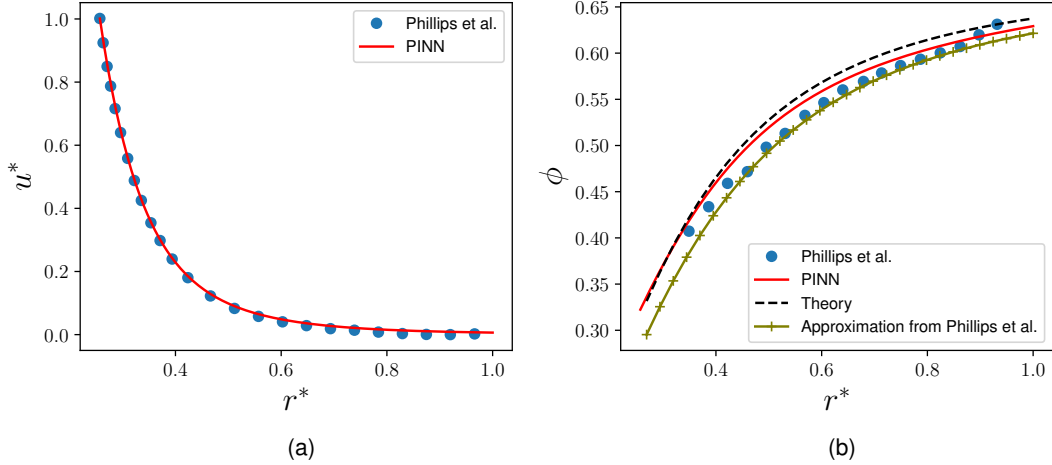 1.0
0.8
0.6
0.4
0.2
0.0
u*
0.4
0.6
0.8
1.0
r*
Phillips et al.
PINN
(a)
0.65
0.60
0.55
0.50
0.45
0.40
0.35
0.30
ϕ
0.4
0.6
0.8
1.0
r*
Phillips et al.
PINN
Theory
Approximation from Phillips et al.
(b)